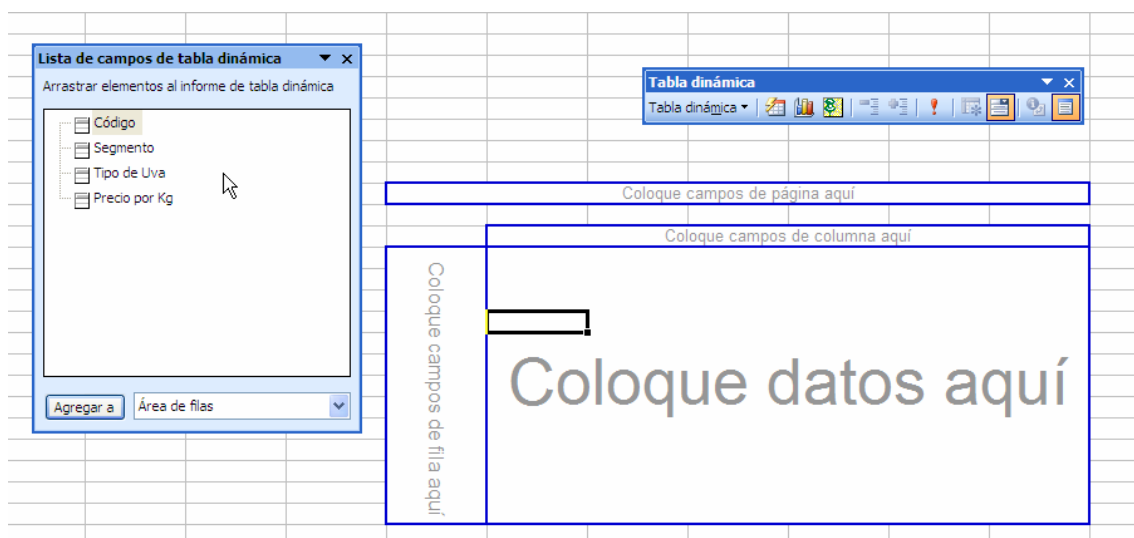 Lista de campos de tabla dinámica
Arrastrar elementos al informe de tabla dinámica
Código
Segmento
Tipo de Uva
Precio por Kg
Agregar a
Área de filas
Tabla dinámica
Tabla dinámica
Coloque campos de página aquí
Coloque campos de columna aquí
Coloque campos de fila aquí
Coloque datos aquí